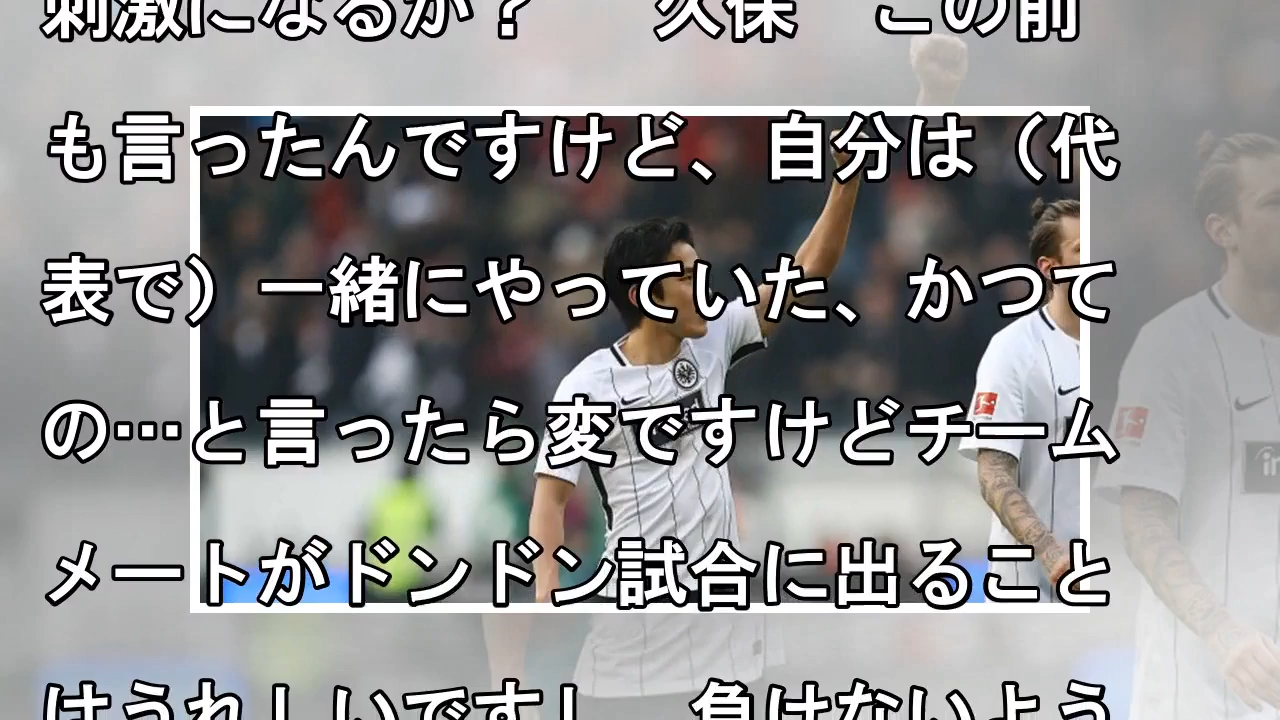 刺激になるか？　久保　この前
も言ったんですけど、自分は（代
表で）一緒にやっていた、かつて
の…と言ったら変ですけどチーム
メートがドンドン試合に出ること
はうれしいですし、負けないよう